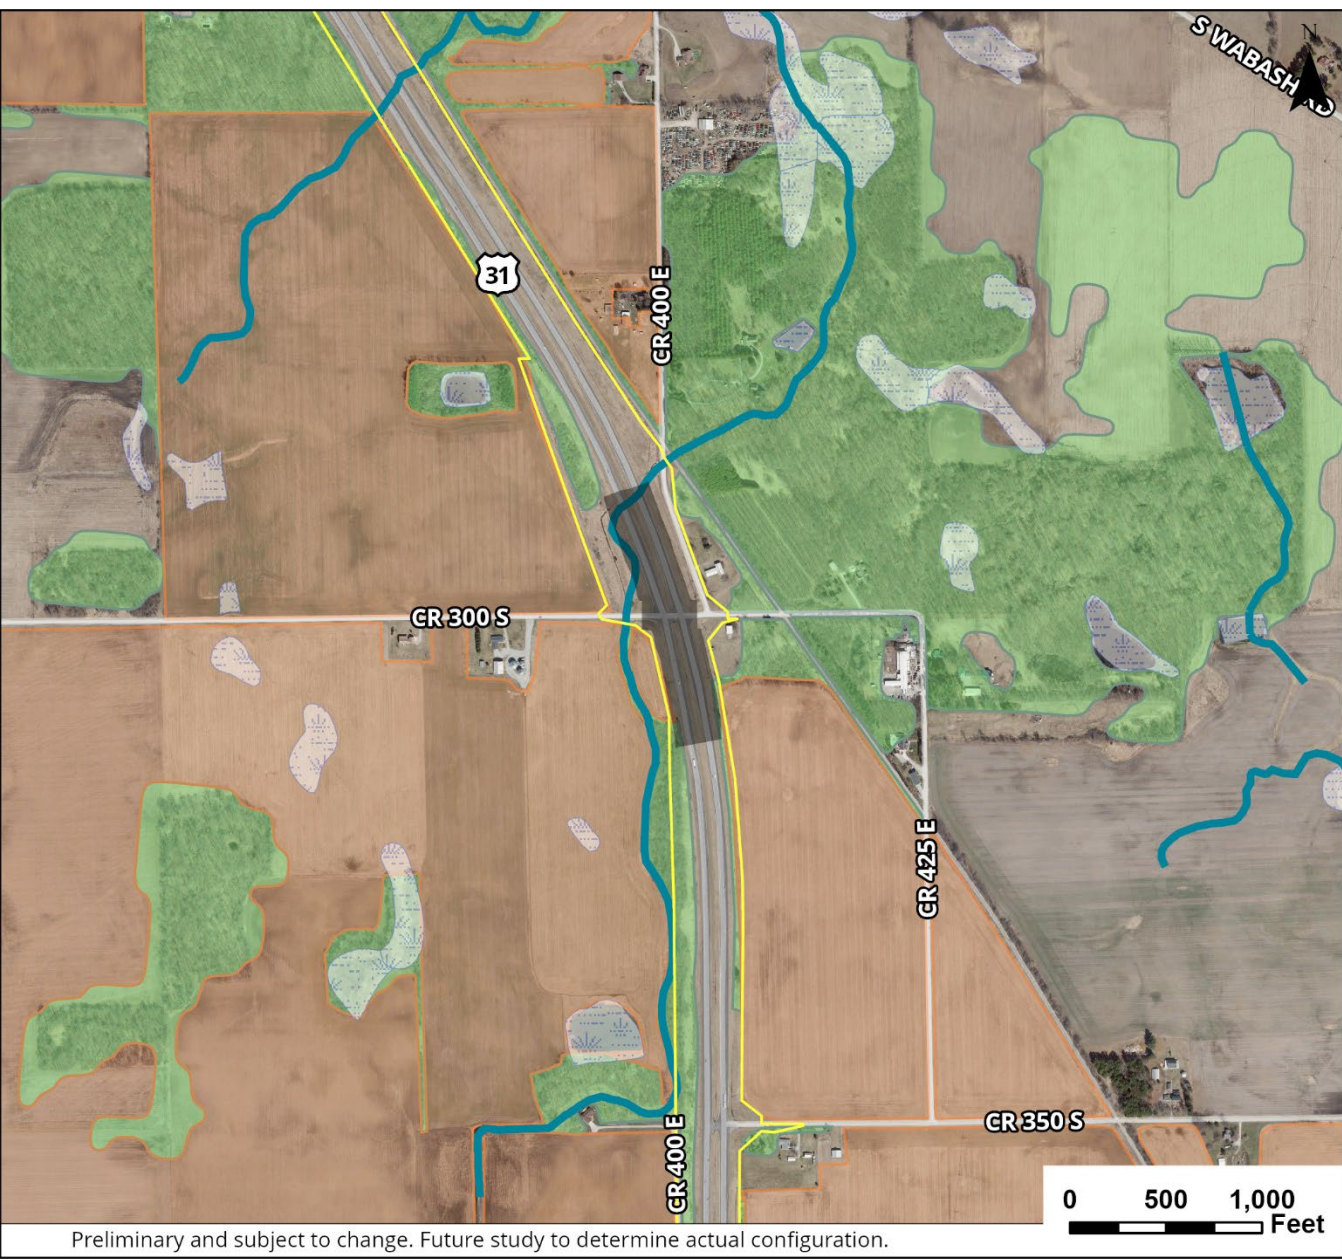 S WABASH RD
N
31
CR 400 E
CR 300 S
CR 425 E
CR 400 E
CR 350 S
0 500 1,000
Feet
Preliminary and subject to change. Future study to determine actual configuration.